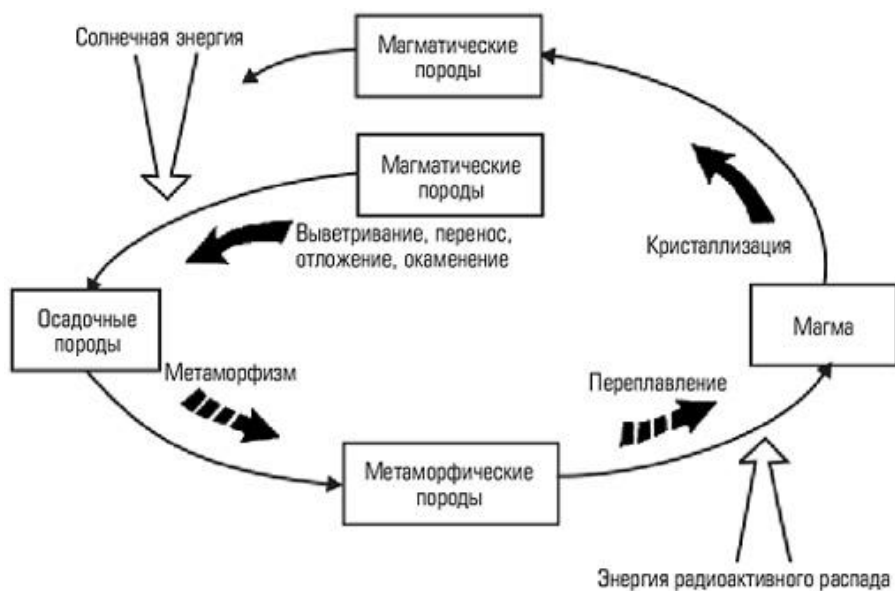 Солнечная энергия
Магматические
породы
Магматические
породы
Выветривание, перенос,
отложение, окаменение
Кристаллизация
Осадочные
породы
Магма
Метаморфизм
Переплавление
Метаморфические
породы
Энергия радиоактивного распада